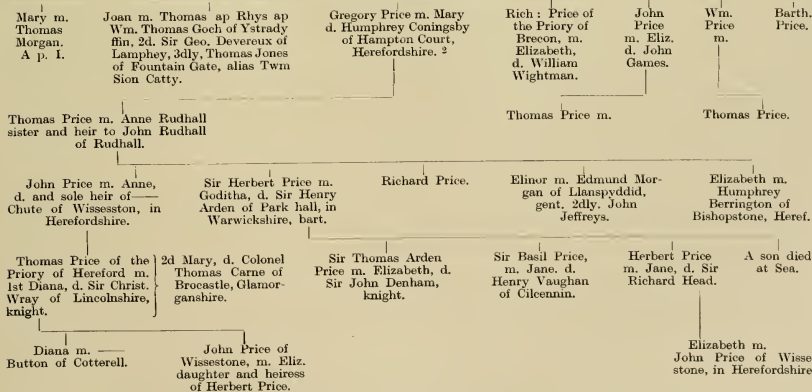 Mary m.
Thomas
Morgan.
A p. I.
Joan m. Thomas ap Rhys ap
Wm. Thomas Goch of Ystrady
ffin, 2d. Sir Geo. Devereux of
Lamphey, 3dly, Thomas Jones
of Fountain Gate, alias Twm
Sion Catty.
Gregory Price m. Mary
d. Humphrey Coningsby
of Hampton Court,
Herefordshire. 2
Rich : Price of
the Priory of
Brecon, m.
Elizabeth,
d. William
Wightman.
John
Price
m. Eliz.
d. John
Games.
Wm.
Price
m.
Barth.
Price.
Thomas Price m. Anne Rudhall
sister and heir to John Rudhall
of Rudhall.
Thomas Price m.
Thomas Price.
John Price m. Anne,
d. and sole heir of——
Chute of Wissesston, in
Herefordshire.
Sir Herbert Price m.
Goditha, d. Sir Henry
Arden of Park hall, in
Warwickshire, bart.
Richard Price.
Elinor m. Edmund Mor-
gan of Llanspyddid,
gent. 2dly. John
Jeffreys.
Elizabeth m.
Humphrey
Berrington of
Bishopstone, Heref.
Thomas Price of the
Priory of Hereford m.
1st Diana, d. Sir Christ.
Wray of Lincolnshire,
knight.
2d Mary, d. Colonel
Thomas Carne of
Brocastle, Glamor-
ganshire.
Sir Thomas Arden
Price m. Elizabeth, d.
Sir John Denham,
knight.
Sir Basil Price,
m. Jane. d.
Henry Vaughan
of Cilcennin.
Herbert Price
m. Jane, d. Sir
Richard Head.
A son died
at Sea.
Diana m. ——
Button of Cotterell.
John Price of
Wissestone, m. Eliz.
daughter and heiress
of Herbert Price.
Elizabeth m.
John Price of Wisse
stone, in Herefordshire